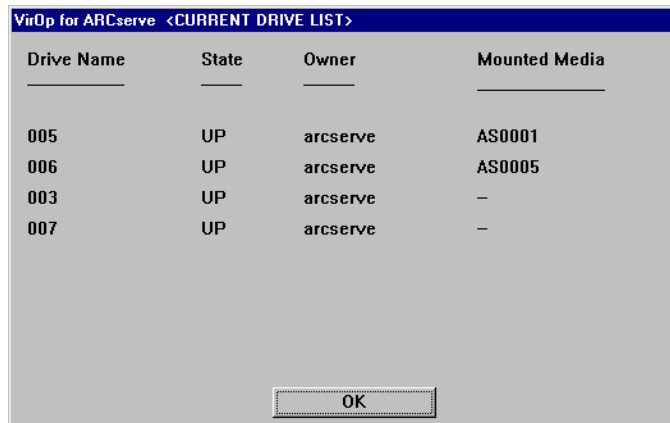 VirOp for ARCserve <CURRENT DRIVE LIST>
Drive Name State Owner Mounted Media
005 UP arcserve AS0001
006 UP arcserve AS0005
003 UP arcserve –
007 UP arcserve –
OK